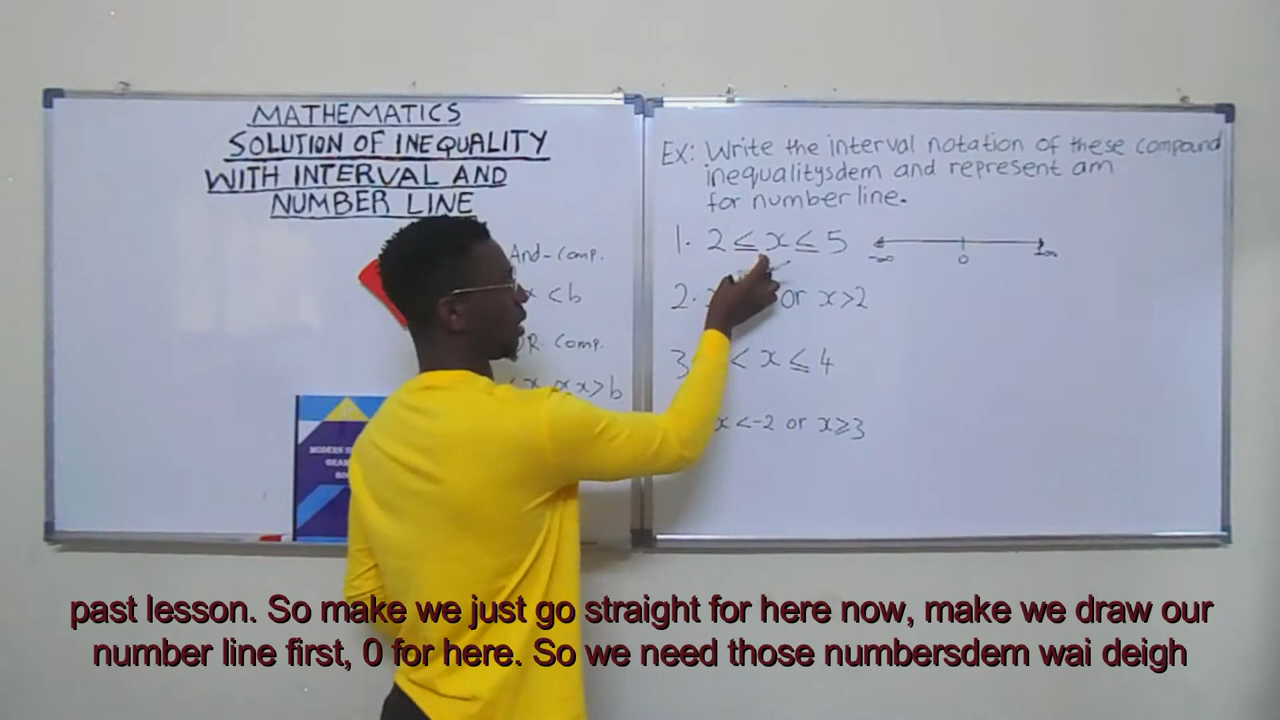 MATHEMATICS
SOLUTION OF INEQUALITY
WITH INTERVAL AND
NUMBER LINE
And-comp.
x < b
OR. Comp.
x or x > b
Ex: Write the interval notation of these compound
inequalitysdem and represent am
for number line.
1. 2 ≤ x ≤ 5
-∞ 0
2. or x>2
3 < x ≤ 4
x <-2 or x≥3
past lesson. So make we just go straight for here now, make we draw our
number line first, 0 for here. So we need those numbersdem wai deigh